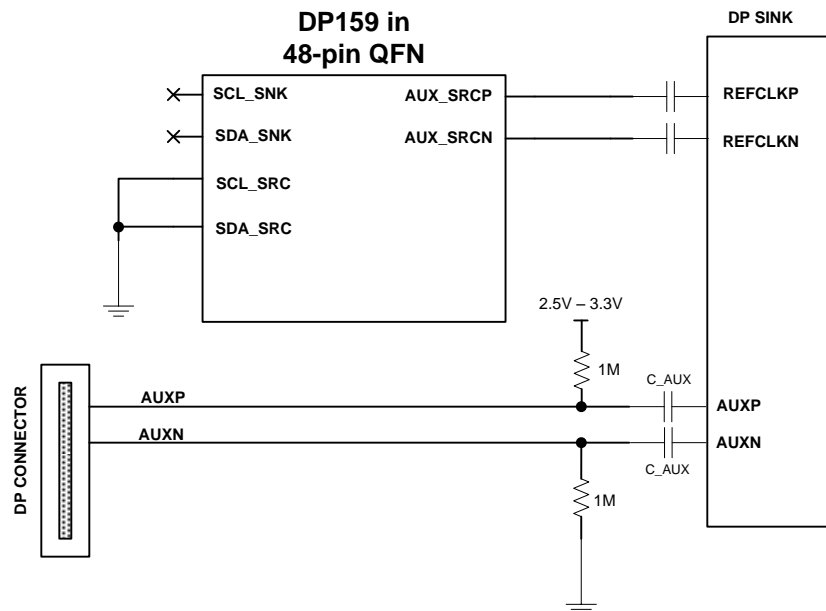 DP159 in
48-pin QFN
DP SINK
SCL_SNK
AUX_SRCP
REFCLKP
SDA_SNK
AUX_SRCN
REFCLKN
SCL_SRC
SDA_SRC
2.5V – 3.3V
1M
C_AUX
AUXP
AUXP
AUXN
AUXN
C_AUX
1M
DP CONNECTOR